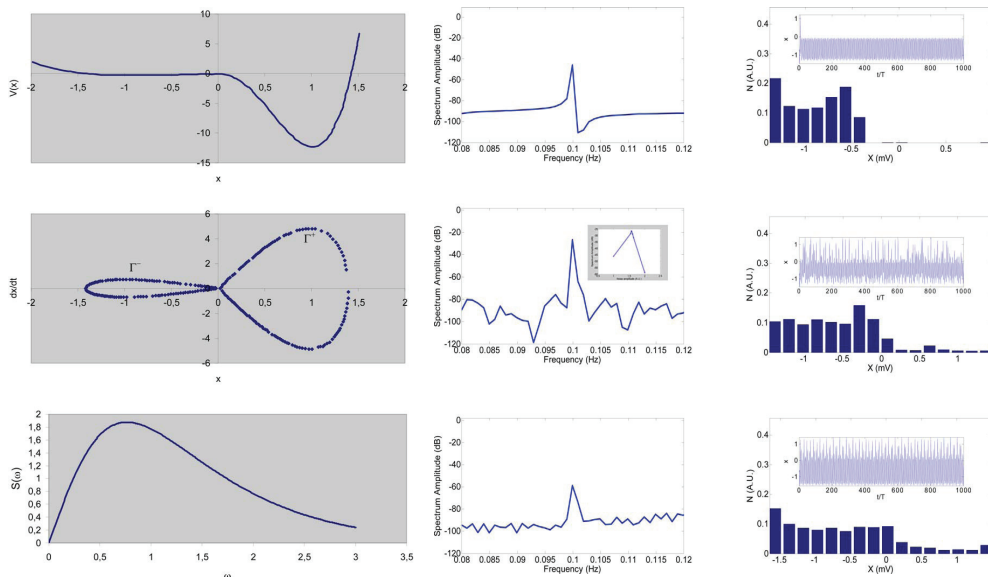 10
5
0
-5
-10
-15
-2 -1,5 -1 -0,5 0 0,5 1 1,5 2
V(x)
x
0
-20
-40
-60
-80
-100
-120
0.08 0.085 0.09 0.095 0.1 0.105 0.11 0.115 0.12
Spectrum Amplitude (dB)
Frequency (Hz)
0.4
0.3
0.2
0.1
0
-1 -0.5 0 0.5
N (A.U.)
X (mV)
1
0
-1
0 200 400 600 800 1000
x
t/T
6
4
2
0
-2
-4
-6
-2 -1,5 -1 -0,5 0 0,5 1 1,5 2
Γ⁻
Γ⁺
dx/dt
x
0
-20
-40
-60
-80
-100
-120
0.08 0.085 0.09 0.095 0.1 0.105 0.11 0.115 0.12
Spectrum Amplitude (dB)
Frequency (Hz)
0.4
0.3
0.2
0.1
0
-1 -0.5 0 0.5 1
N (A.U.)
X (mV)
1
0
-1
0 200 400 600 800 1000
x
t/T
2
1,8
1,6
1,4
1,2
1
0,8
0,6
0,4
0,2
0
0 0,5 1 1,5 2 2,5 3 3,5
S(ω)
ω
0
-20
-40
-60
-80
-100
-120
0.08 0.085 0.09 0.095 0.1 0.105 0.11 0.115 0.12
Spectrum Amplitude (dB)
Frequency (Hz)
0.4
0.3
0.2
0.1
0
-1.5 -1 -0.5 0 0.5 1
N (A.U.)
X (mV)
1
0
-1
0 200 400 600 800 1000
x
t/T